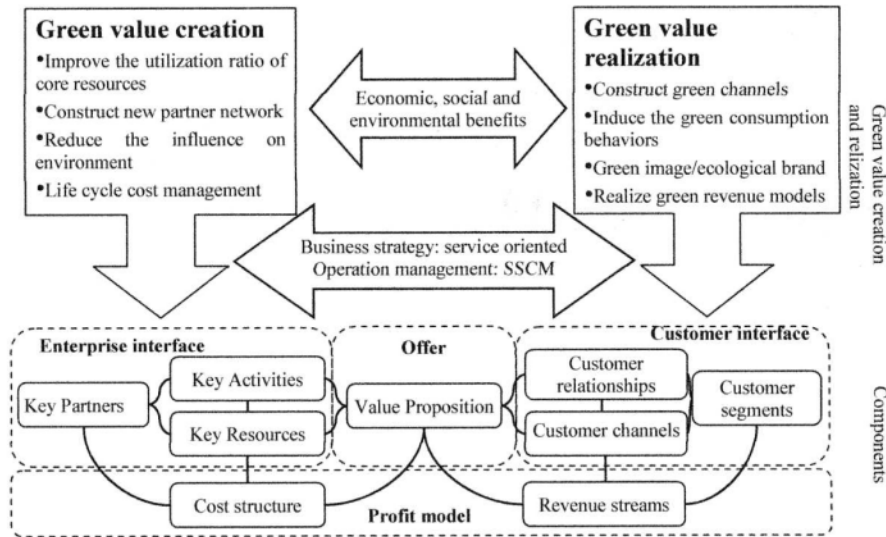 Green value creation
•Improve the utilization ratio of
core resources
•Construct new partner network
•Reduce the influence on
environment
•Life cycle cost management
Economic, social and
environmental benefits
Green value
realization
•Construct green channels
•Induce the green consumption
behaviors
•Green image/ecological brand
•Realize green revenue models
Green value creation
and relization
Business strategy: service oriented
Operation management: SSCM
Enterprise interface
Offer
Customer interface
Key Partners
Key Activities
Key Resources
Value Proposition
Customer
relationships
Customer channels
Customer
segments
Components
Cost structure
Profit model
Revenue streams